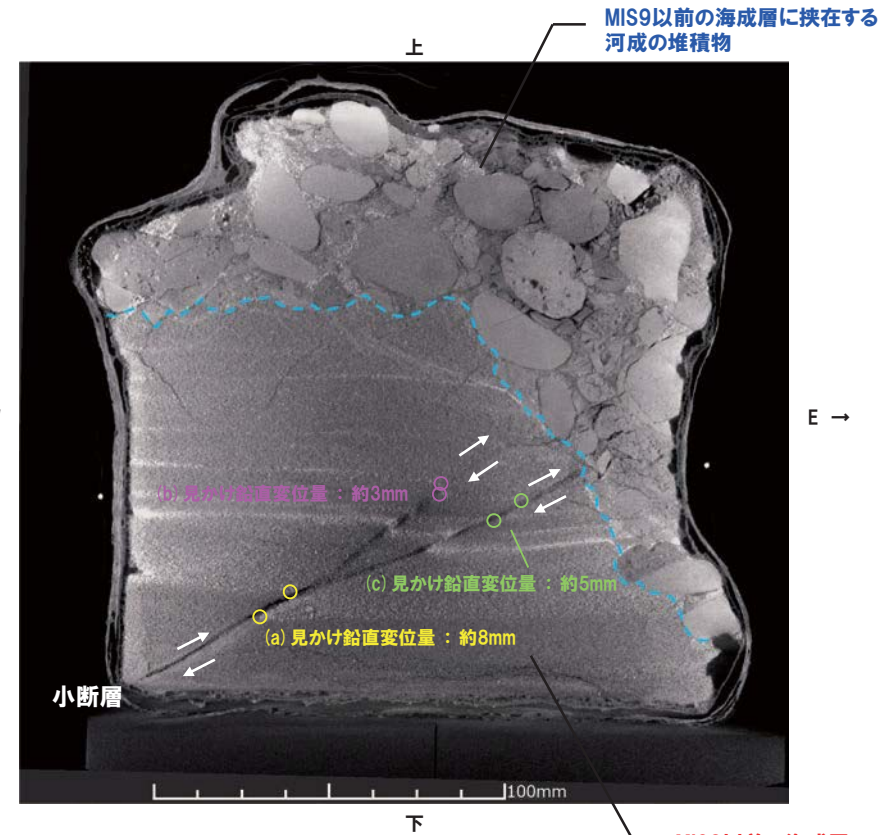 MIS9以前の海成層に挟在する
河成の堆積物
上
E →
(b) 見かけ鉛直変位量 : 約3mm
(c) 見かけ鉛直変位量 : 約5mm
(a) 見かけ鉛直変位量 : 約8mm
小断層
100mm
下